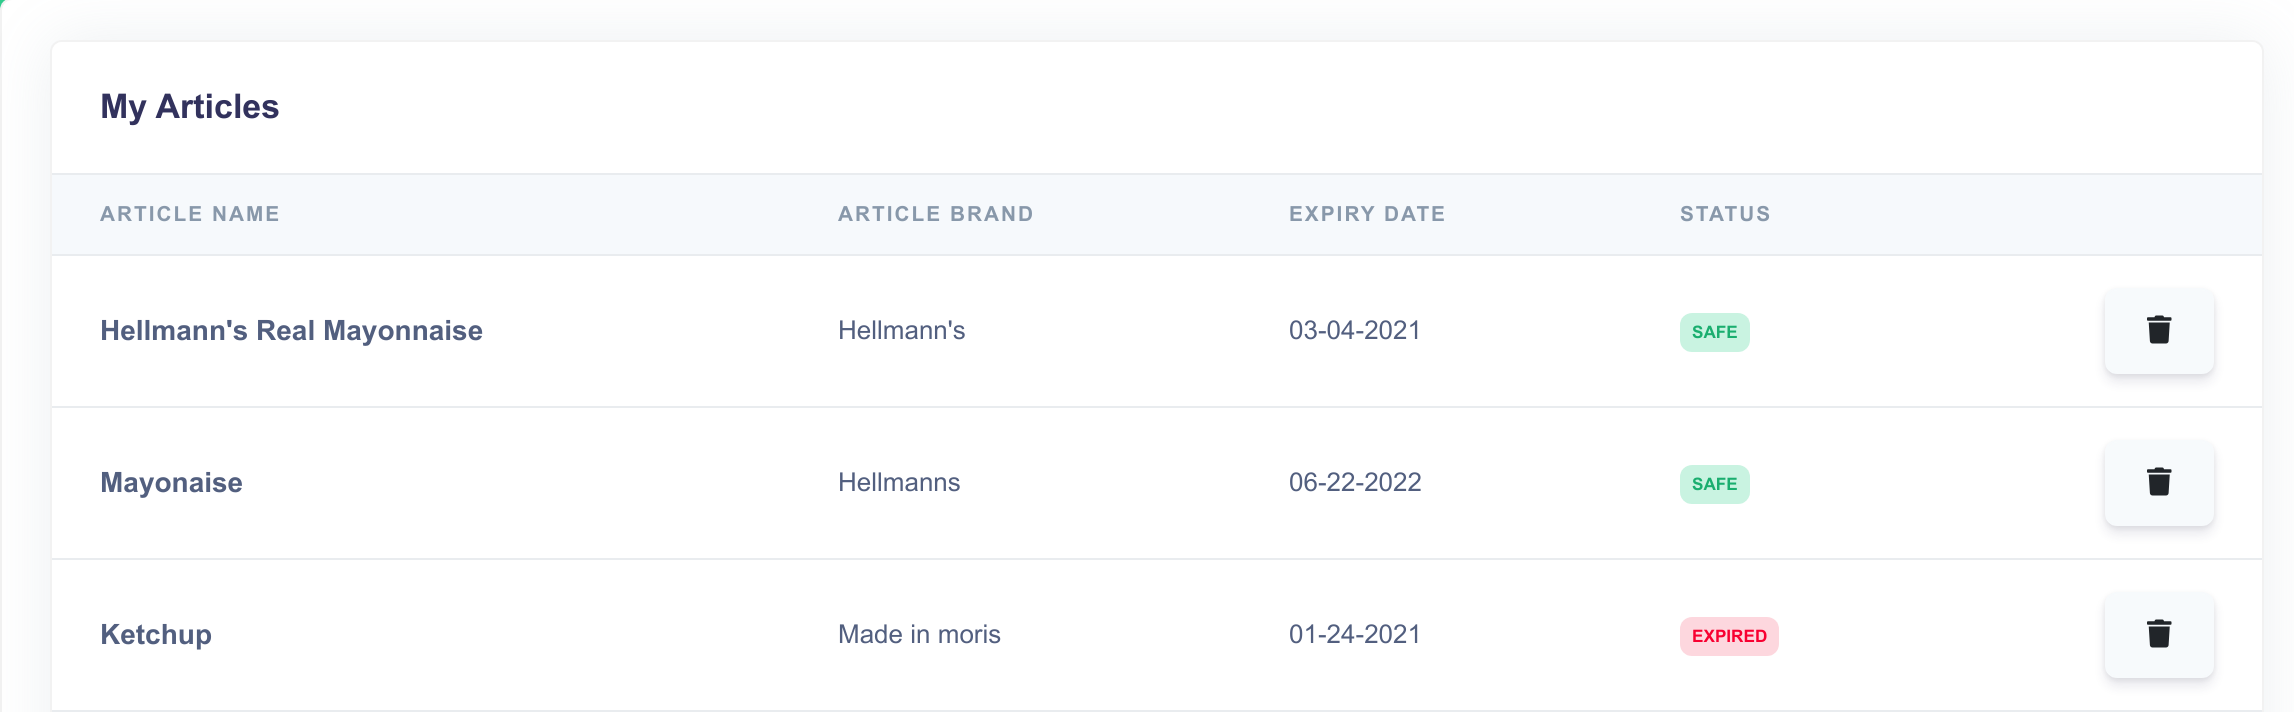 My Articles
ARTICLE NAME ARTICLE BRAND EXPIRY DATE STATUS
Hellmann's Real Mayonnaise Hellmann's 03-04-2021 SAFE
Mayonaise Hellmanns 06-22-2022 SAFE
Ketchup Made in moris 01-24-2021 EXPIRED